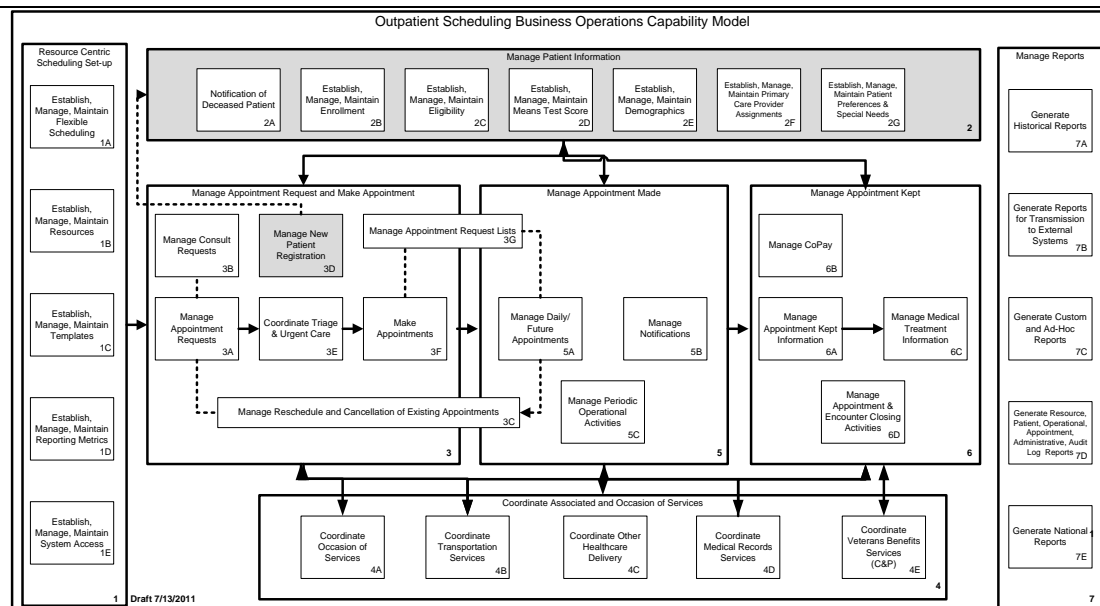 Outpatient Scheduling Business Operations Capability Model
Resource Centric
Scheduling Set-up
Establish,
Manage, Maintain
Flexible
Scheduling
1A
Establish,
Manage, Maintain
Resources
1B
Establish,
Manage, Maintain
Templates
1C
Establish,
Manage, Maintain
Reporting Metrics
1D
Establish,
Manage, Maintain
System Access
1E
1
Draft 7/13/2011
Manage Patient Information
Notification of
Deceased Patient
2A
Establish,
Manage, Maintain
Enrollment
2B
Establish,
Manage, Maintain
Eligibility
2C
Establish,
Manage, Maintain
Means Test Score
2D
Establish,
Manage, Maintain
Demographics
2E
Establish, Manage,
Maintain Primary
Care Provider
Assignments
2F
Establish, Manage,
Maintain Patient
Preferences &
Special Needs
2G
2
Manage Appointment Request and Make Appointment
Manage Consult
Requests
3B
Manage New
Patient
Registration
3D
Manage Appointment Request Lists
3G
Manage
Appointment
Requests
3A
Coordinate Triage
& Urgent Care
3E
Make
Appointments
3F
Manage Reschedule and Cancellation of Existing Appointments
3C
3
Manage Appointment Made
Manage Daily/
Future
Appointments
5A
Manage
Notifications
5B
Manage Periodic
Operational
Activities
5C
5
Manage Appointment Kept
Manage CoPay
6B
Manage
Appointment Kept
Information
6A
Manage Medical
Treatment
Information
6C
Manage
Appointment &
Encounter Closing
Activities
6D
6
Coordinate Associated and Occasion of Services
Coordinate
Occasion of
Services
4A
Coordinate
Transportation
Services
4B
Coordinate Other
Healthcare
Delivery
4C
Coordinate
Medical Records
Services
4D
Coordinate
Veterans Benefits
Services
(C&P)
4E
4
Manage Reports
Generate
Historical Reports
7A
Generate Reports
for Transmission
to External
Systems
7B
Generate Custom
and Ad-Hoc
Reports
7C
Generate Resource,
Patient, Operational,
Appointment,
Administrative, Audit
Log Reports
7D
Generate National
Reports
1
7E
7